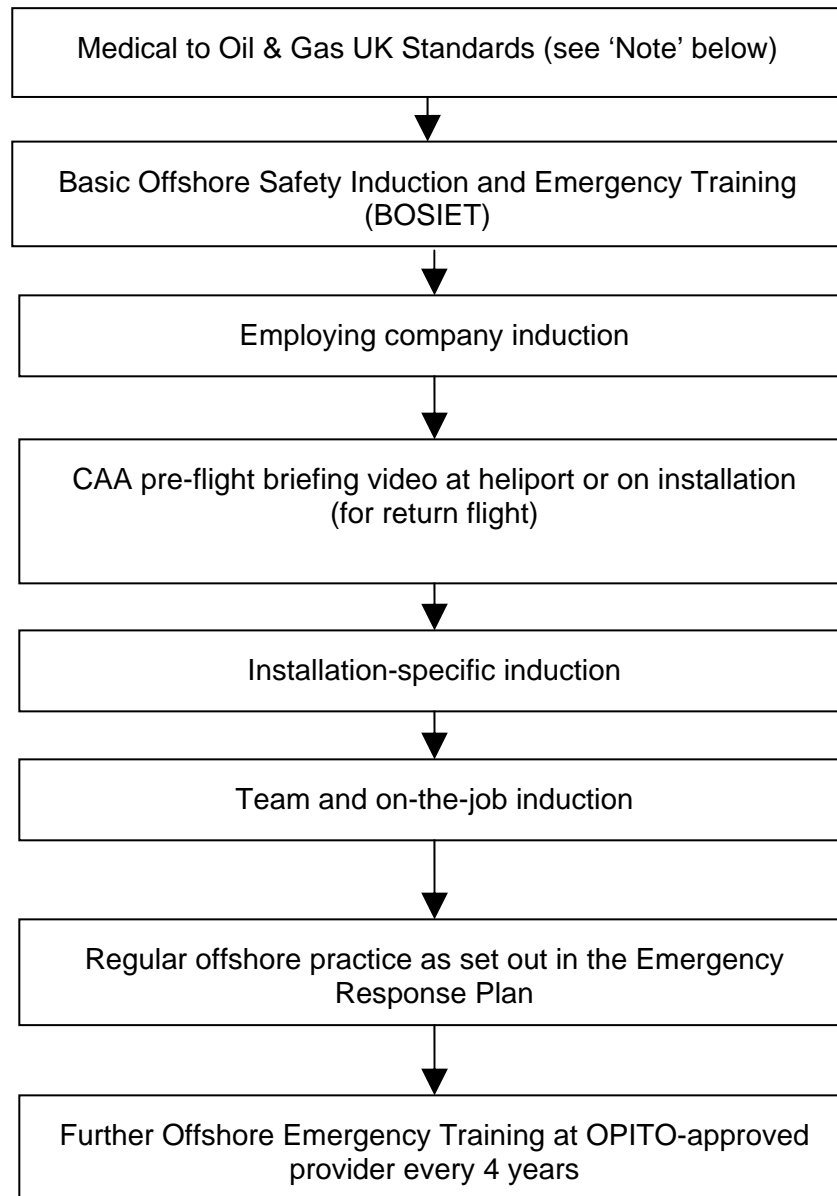 Medical to Oil & Gas UK Standards (see ‘Note’ below)
Basic Offshore Safety Induction and Emergency Training
(BOSIET)
Employing company induction
CAA pre-flight briefing video at heliport or on installation
(for return flight)
Installation-specific induction
Team and on-the-job induction
Regular offshore practice as set out in the Emergency
Response Plan
Further Offshore Emergency Training at OPITO-approved
provider every 4 years